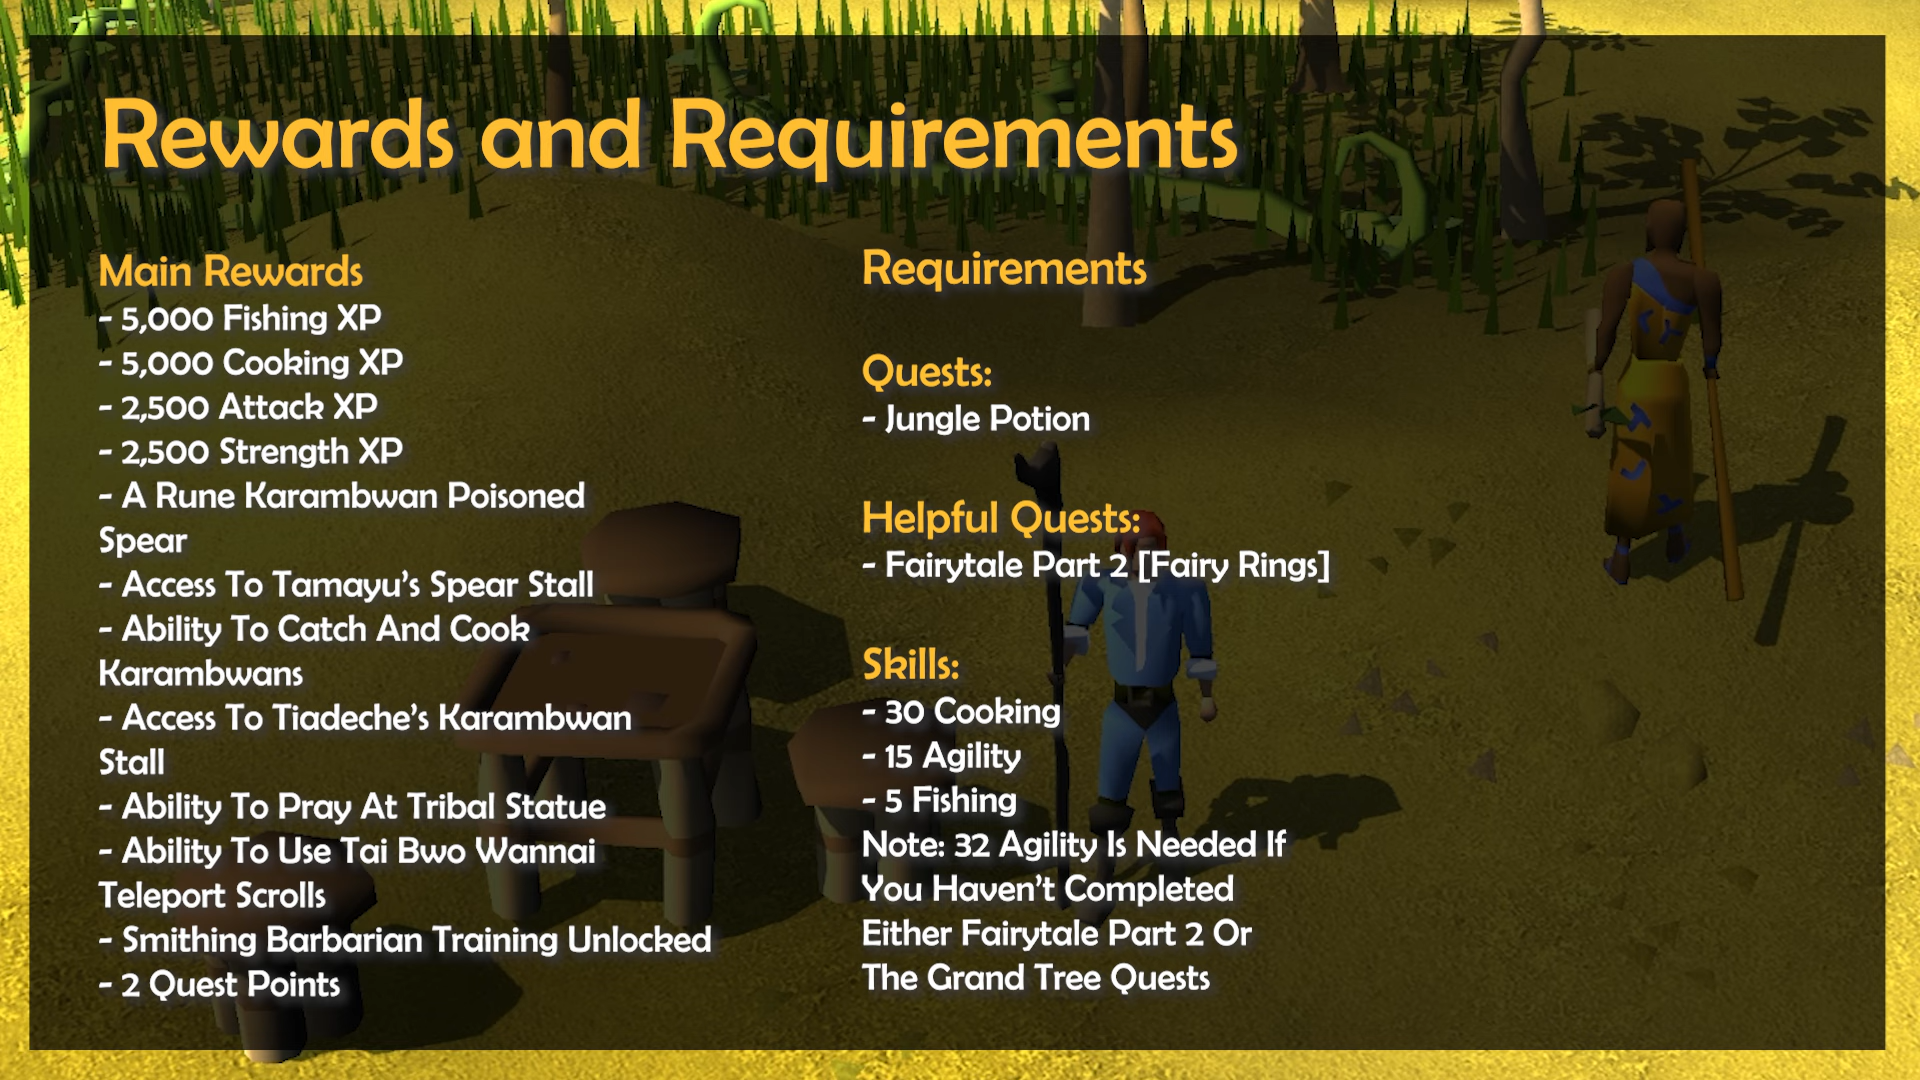 Rewards and Requirements
Main Rewards
- 5,000 Fishing XP
- 5,000 Cooking XP
- 2,500 Attack XP
- 2,500 Strength XP
- A Rune Karambwan Poisoned
Spear
- Access To Tamayu's Spear Stall
- Ability To Catch And Cook
Karambwans
- Access To Tiadeche's Karambwan
Stall
- Ability To Pray At Tribal Statue
- Ability To Use Tai Bwo Wannai
Teleport Scrolls
- Smithing Barbarian Training Unlocked
- 2 Quest Points
Requirements
Quests:
- Jungle Potion
Helpful Quests:
- Fairytale Part 2 [Fairy Rings]
Skills:
- 30 Cooking
- 15 Agility
- 5 Fishing
Note: 32 Agility Is Needed If
You Haven't Completed
Either Fairytale Part 2 Or
The Grand Tree Quests